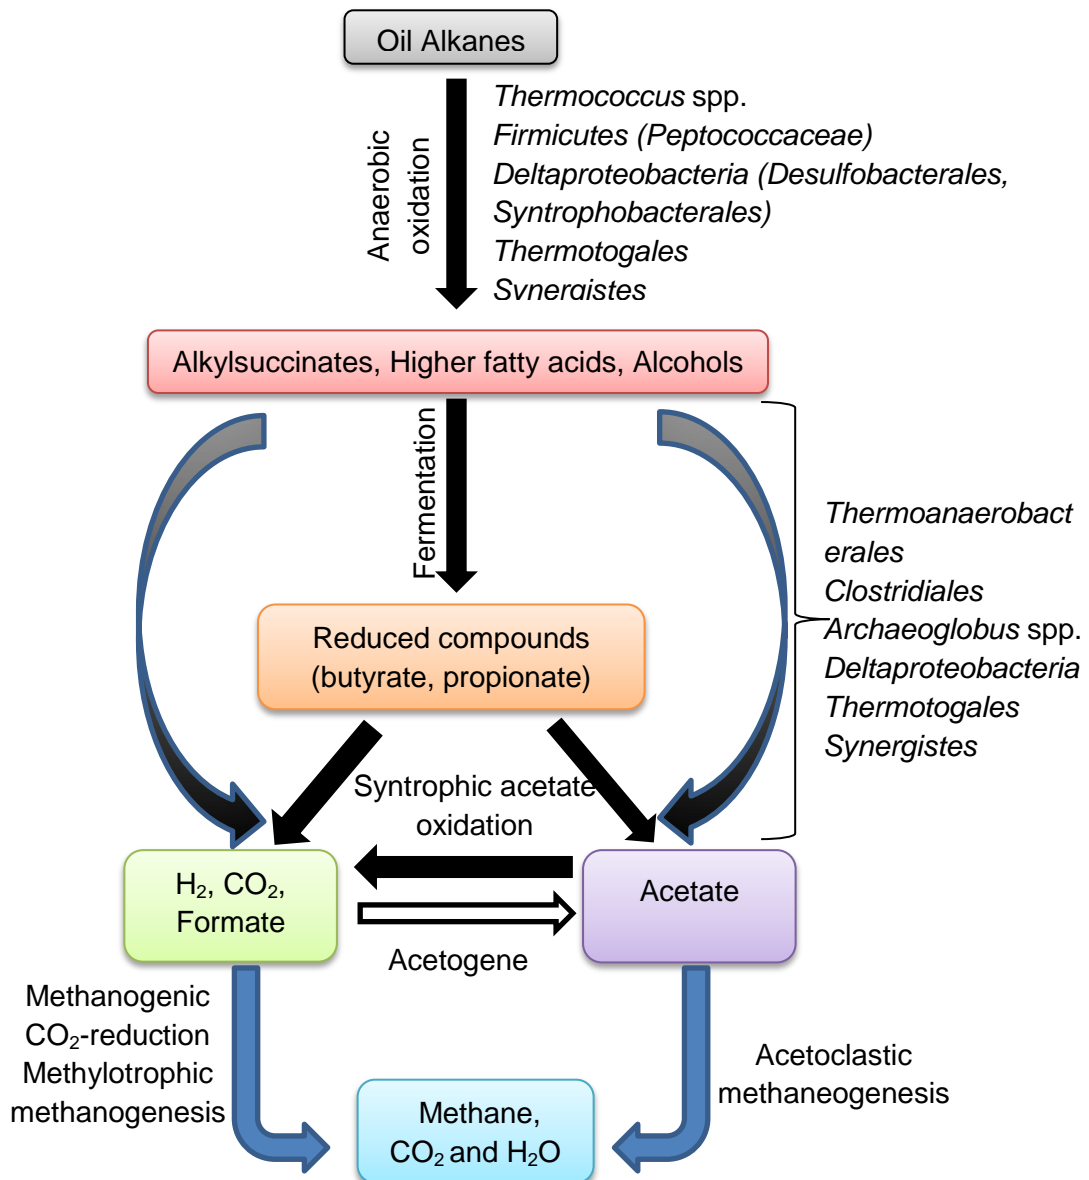 Oil Alkanes
Anaerobic
oxidation
Thermococcus spp.
Firmicutes (Peptococcaceae)
Deltaproteobacteria (Desulfobacterales,
Syntrophobacterales)
Thermotogales
Synergistes
Alkylsuccinates, Higher fatty acids, Alcohols
Fermentation
Thermoanaerobact
erales
Clostridiales
Archaeoglobus spp.
Deltaproteobacteria
Thermotogales
Synergistes
Reduced compounds
(butyrate, propionate)
Syntrophic acetate
oxidation
H₂, CO₂,
Formate
Acetate
Acetogene
Methanogenic
CO₂-reduction
Methylotrophic
methanogenesis
Acetoclastic
methaneogenesis
Methane,
CO₂ and H₂O